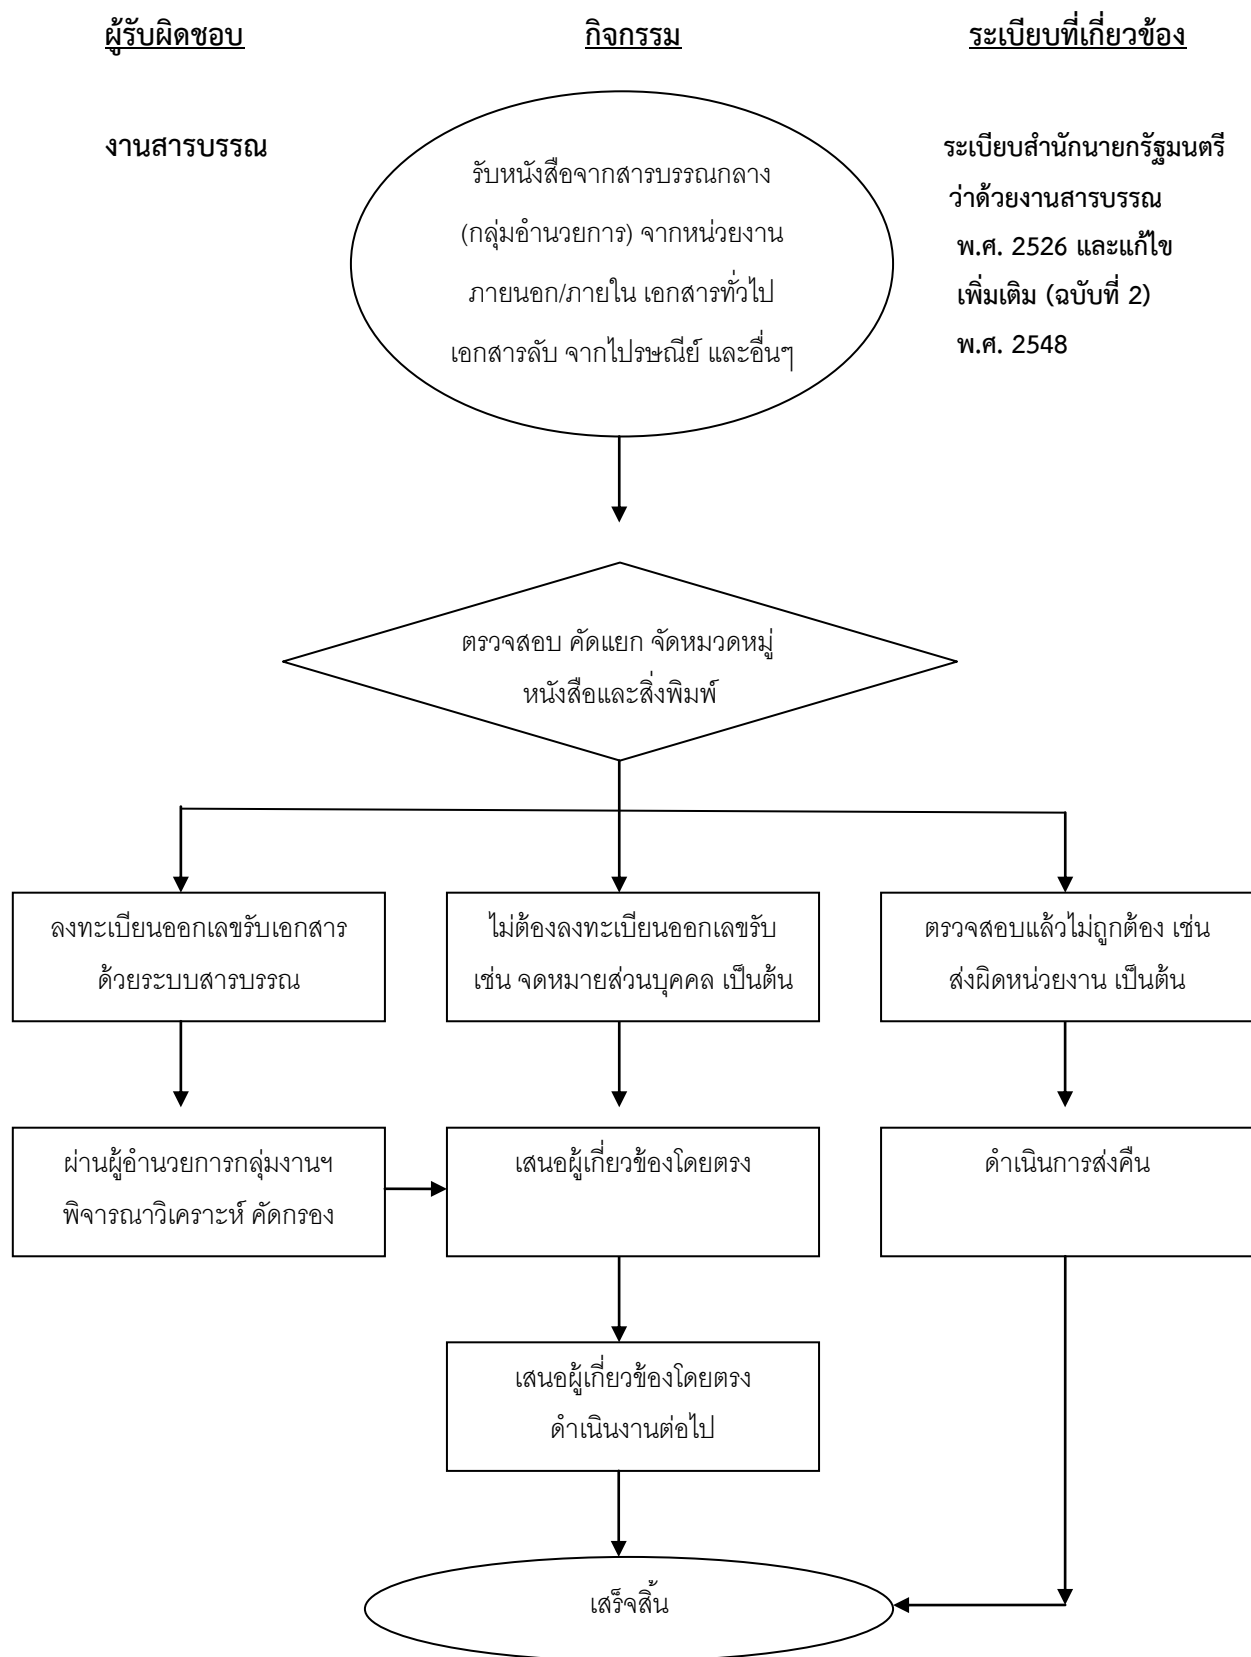 ผู้รับผิดชอบ
กิจกรรม
ระเบียบที่เกี่ยวข้อง
งานสารบรรณ
รับหนังสือจากสารบรรณกลาง
(กลุ่มอำนวยการ) จากหน่วยงาน
ภายนอก/ภายใน เอกสารทั่วไป
เอกสารลับ จากไปรษณีย์ และอื่นๆ
ระเบียบสำนักนายกรัฐมนตรี
ว่าด้วยงานสารบรรณ
พ.ศ. 2526 และแก้ไข
เพิ่มเติม (ฉบับที่ 2)
พ.ศ. 2548
ตรวจสอบ คัดแยก จัดหมวดหมู่
หนังสือและสิ่งพิมพ์
ลงทะเบียนออกเลขรับเอกสาร
ด้วยระบบสารบรรณ
ไม่ต้องลงทะเบียนออกเลขรับ
เช่น จดหมายส่วนบุคคล เป็นต้น
ตรวจสอบแล้วไม่ถูกต้อง เช่น
ส่งผิดหน่วยงาน เป็นต้น
ผ่านผู้อำนวยการกลุ่มงานฯ
พิจารณาวิเคราะห์ คัดกรอง
เสนอผู้เกี่ยวข้องโดยตรง
ดำเนินการส่งคืน
เสนอผู้เกี่ยวข้องโดยตรง
ดำเนินงานต่อไป
เสร็จสิ้น